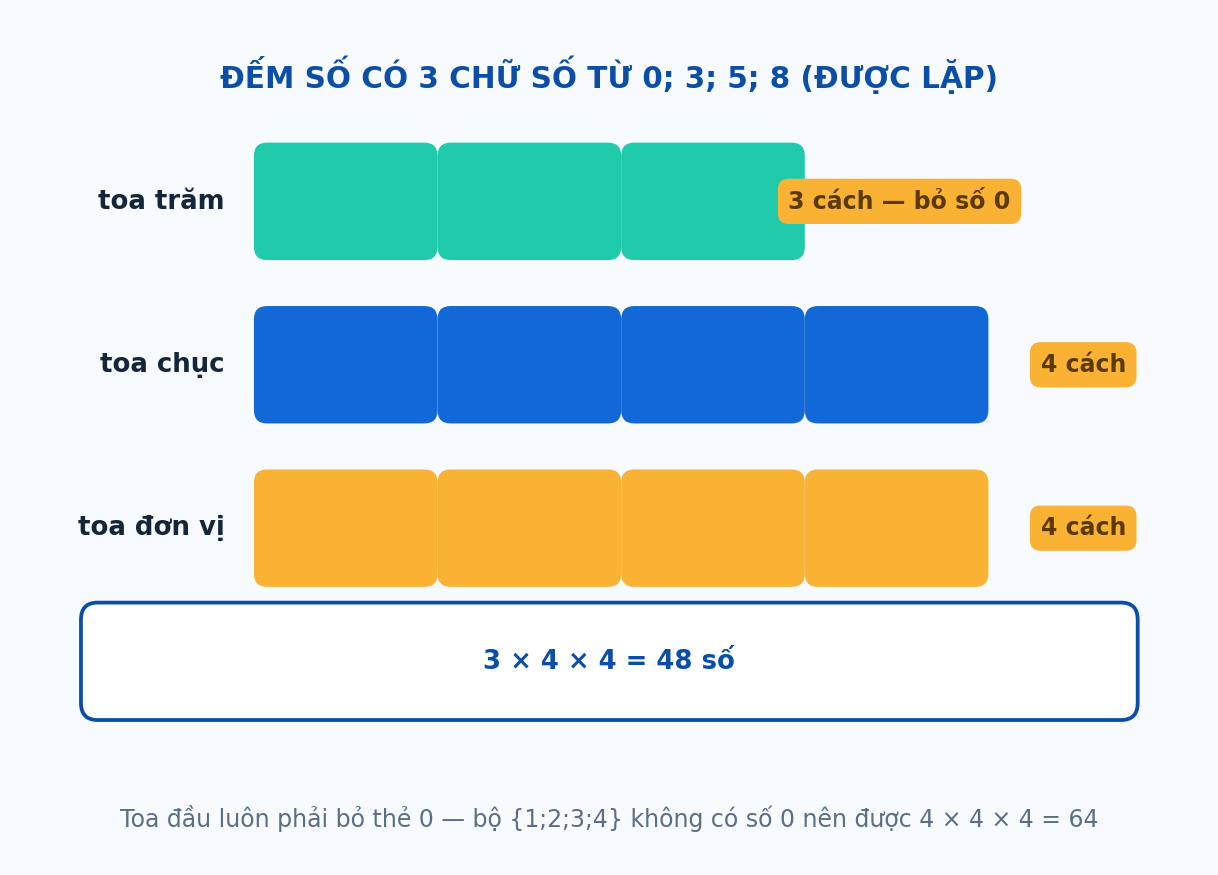 ĐẾM SỐ CÓ 3 CHỮ SỐ TỪ 0; 3; 5; 8 (ĐƯỢC LẶP)
toa trăm
3 cách — bỏ số 0
toa chục
4 cách
toa đơn vị
4 cách
3 × 4 × 4 = 48 số
Toa đầu luôn phải bỏ thẻ 0 — bộ {1;2;3;4} không có số 0 nên được 4 × 4 × 4 = 64